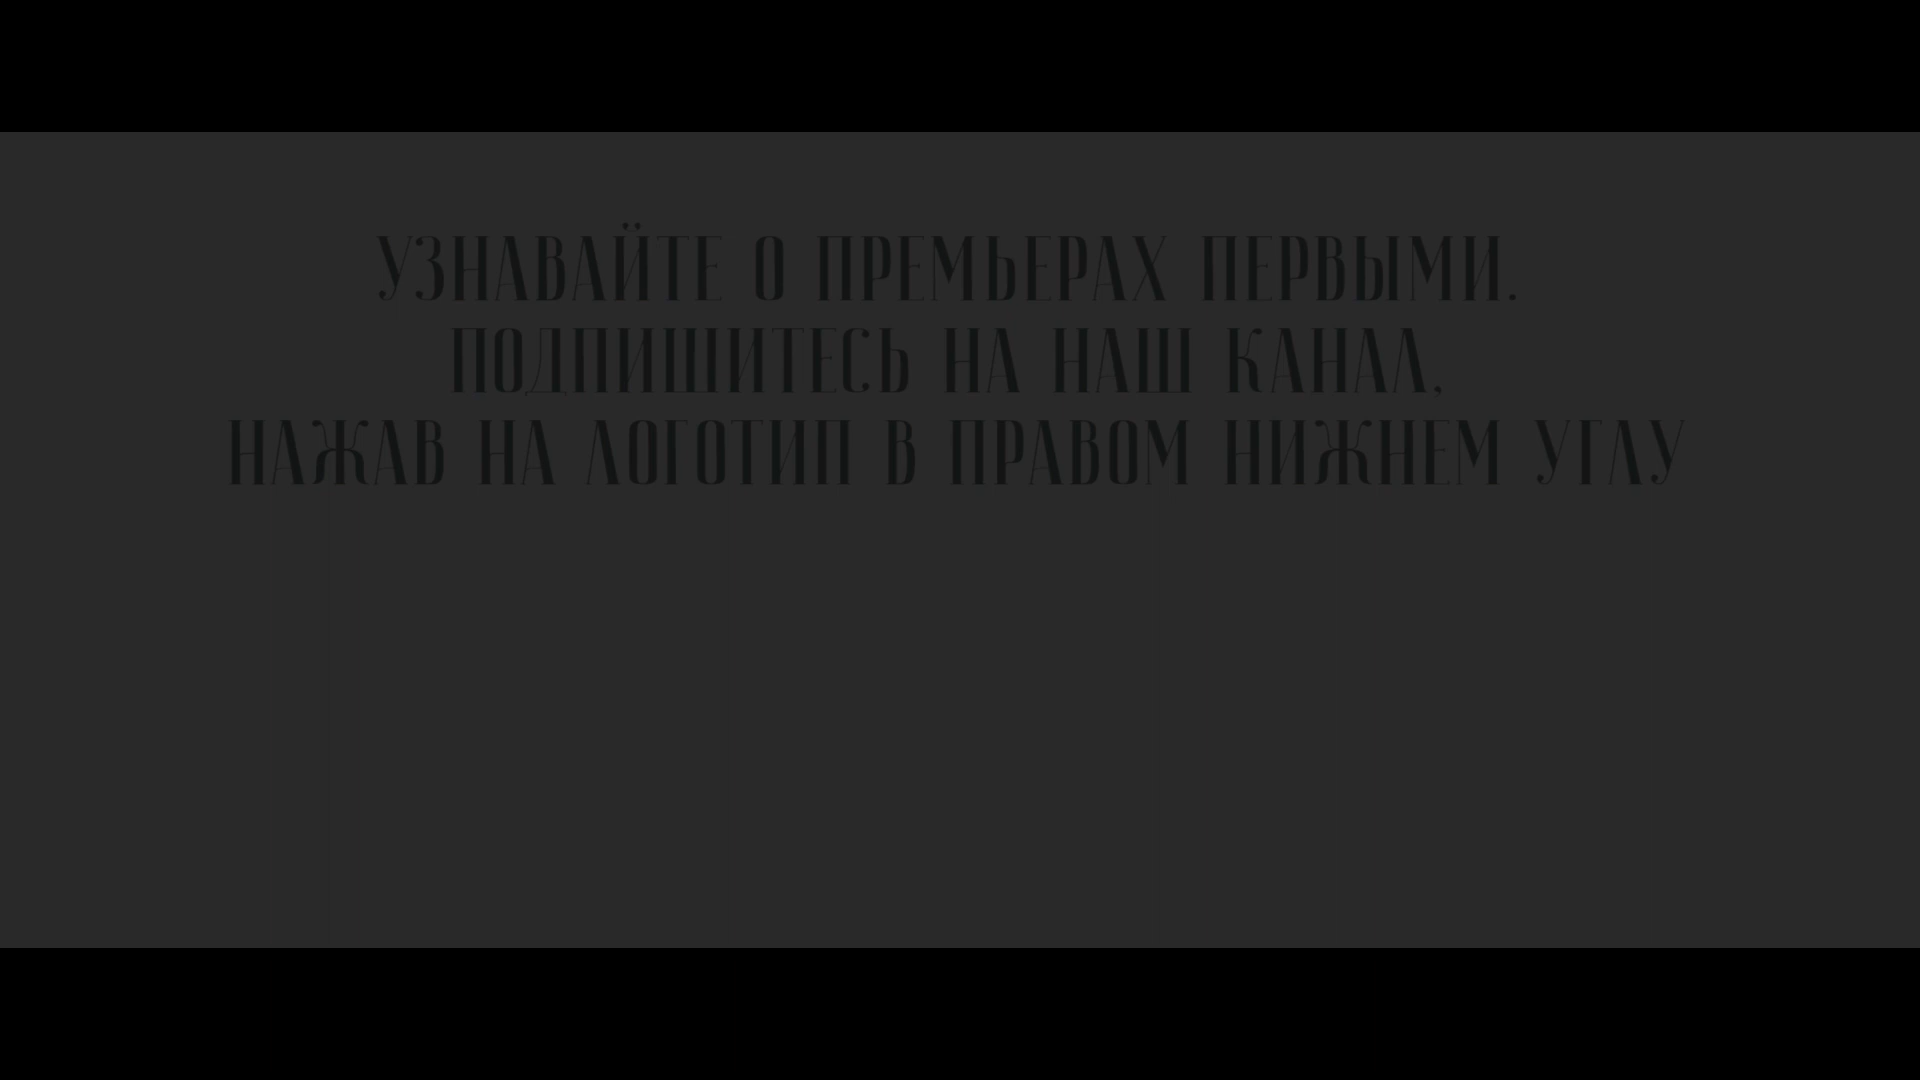 УЗНАВАЙТЕ О ПРЕМЬЕРАХ ПЕРВЫМИ.
ПОДПИШИТЕСЬ НА НАШ КАНАЛ,
НАЖАВ НА ЛОГОТИП В ПРАВОМ НИЖНЕМ УГЛУ